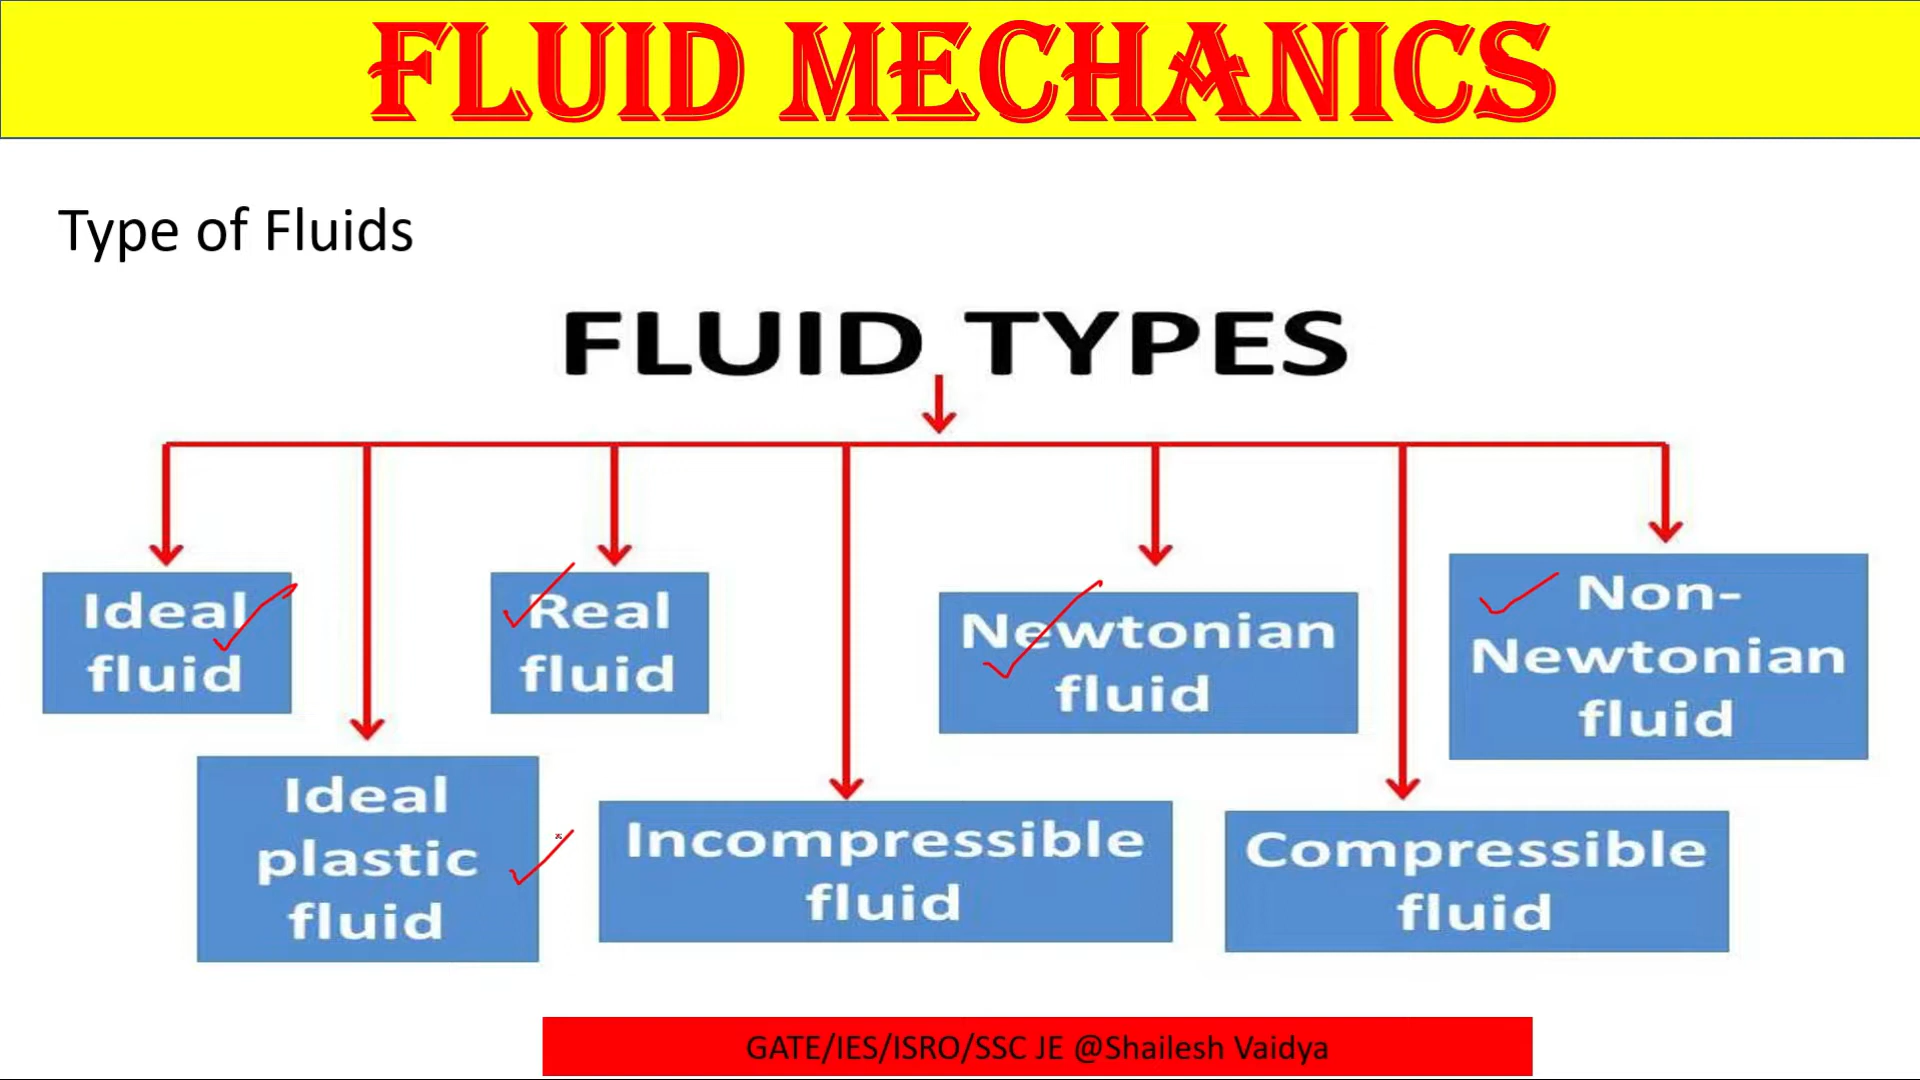 FLUID MECHANICS
Type of Fluids
FLUID TYPES
Ideal
fluid
Real
fluid
Newtonian
fluid
Non-
Newtonian
fluid
Ideal
plastic
fluid
Incompressible
fluid
Compressible
fluid
GATE/IES/ISRO/SSC JE @Shailesh Vaidya